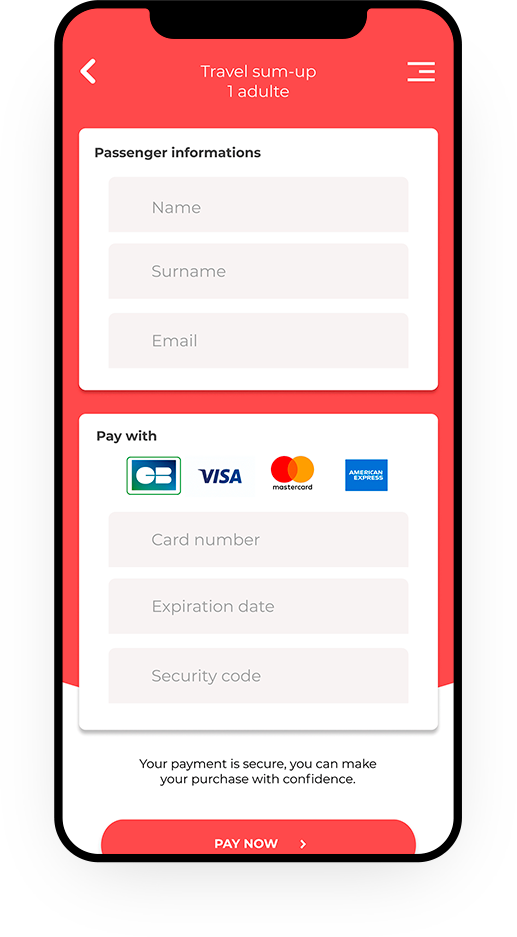 Travel sum-up
1 adulte
Passenger informations
Name
Surname
Email
Pay with
CB VISA mastercard AMERICAN EXPRESS
Card number
Expiration date
Security code
Your payment is secure, you can make
your purchase with confidence.
PAY NOW